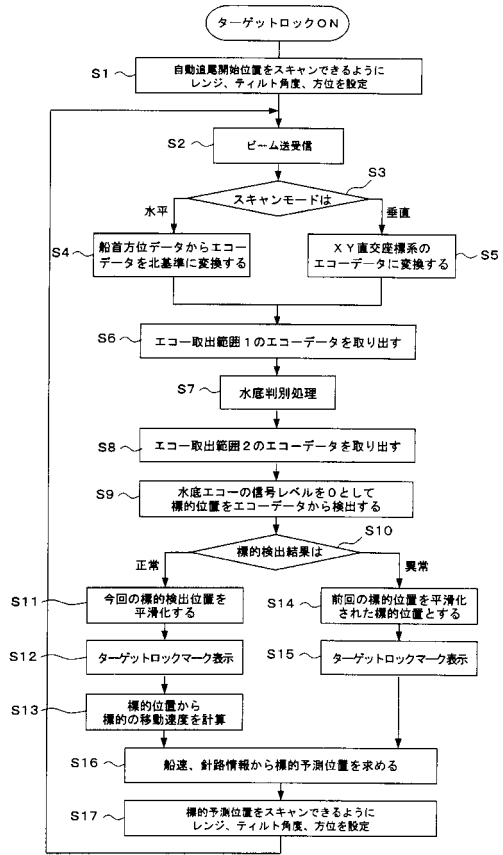 ターゲットロックON
S1
自動追尾開始位置をスキャンできるように
レンジ、ティルト角度、方位を設定
S2
ビーム送受信
S3
スキャンモードは
水平
垂直
S4
船首方位データからエコー
データを北基準に変換する
XY直交座標系の
エコーデータに変換する
S5
S6
エコー取出範囲1のエコーデータを取り出す
S7
水底判別処理
S8
エコー取出範囲2のエコーデータを取り出す
S9
水底エコーの信号レベルを0として
標的位置をエコーデータから検出する
S10
標的検出結果は
正常
異常
S11
今回の標的検出位置を
平滑化する
S14
前回の標的位置を平滑化
された標的位置とする
S12
ターゲットロックマーク表示
S15
ターゲットロックマーク表示
S13
標的位置から
標的の移動速度を計算
S16
船速、針路情報から標的予測位置を求める
S17
標的予測位置をスキャンできるように
レンジ、ティルト角度、方位を設定